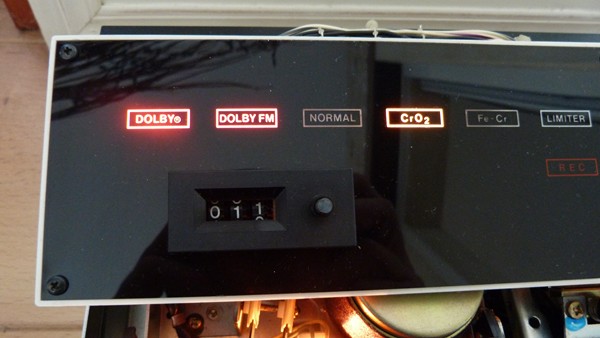 DOLBY® DOLBY FM NORMAL CrO₂ Fe-Cr LIMITER
REC
011